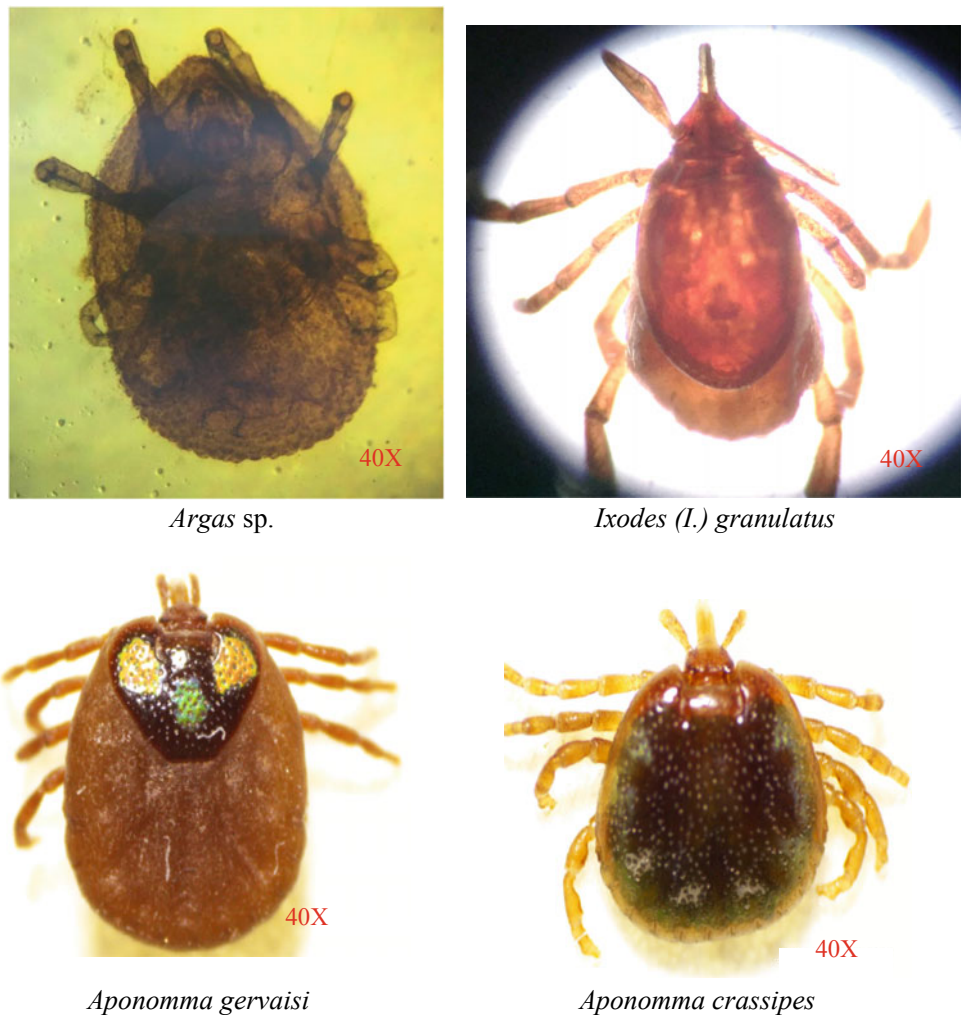 40X
40X
Argas sp.
Ixodes (I.) granulatus
40X
40X
Aponomma gervaisi
Aponomma crassipes